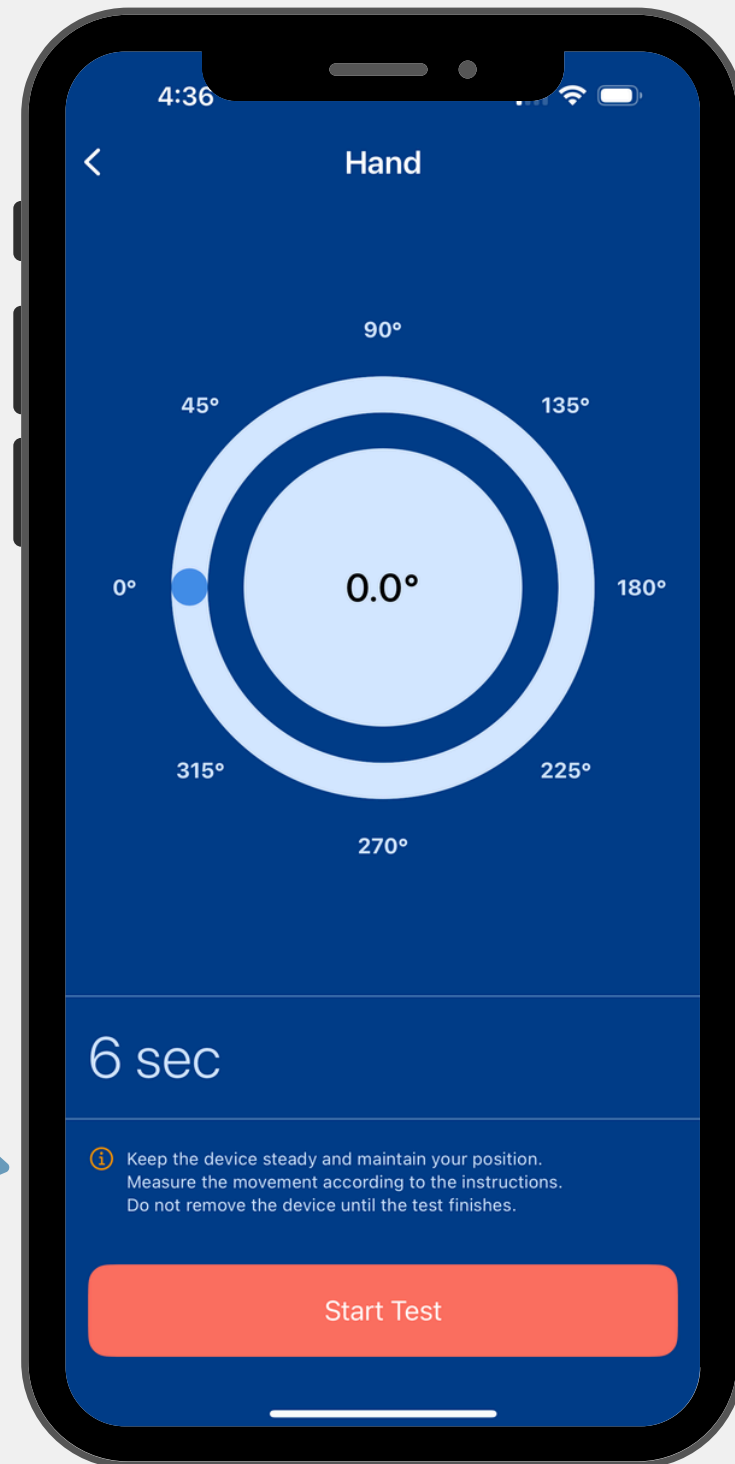 4:36
Hand
90°
45°
135°
0°
0.0°
180°
315°
225°
270°
6 sec
Keep the device steady and maintain your position.
Measure the movement according to the instructions.
Do not remove the device until the test finishes.
Start Test